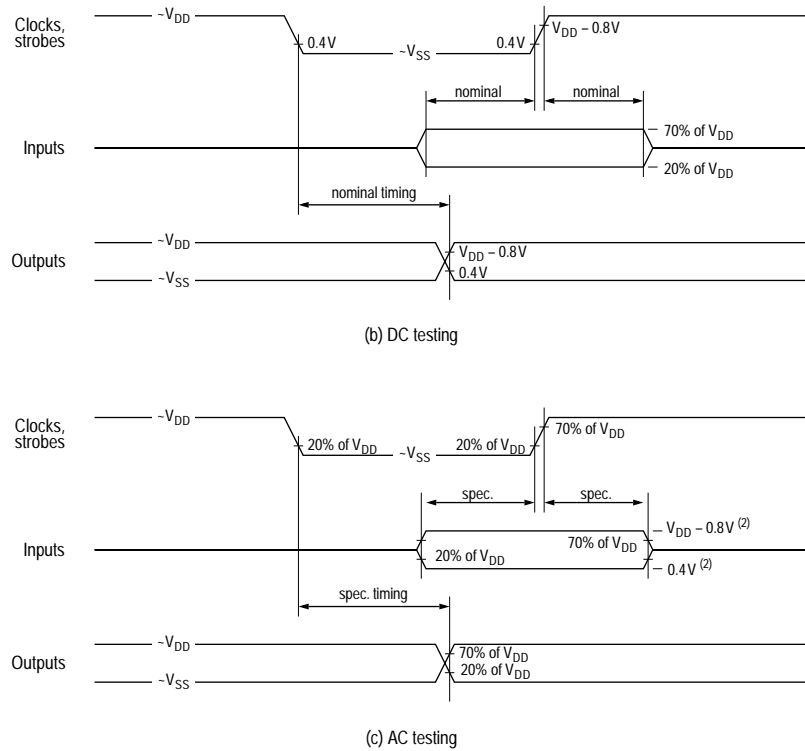 Clocks,
strobes
~VDD
0.4V
~VSS
0.4V
VDD – 0.8V
nominal
nominal
Inputs
70% of VDD
20% of VDD
nominal timing
Outputs
~VDD
~VSS
VDD – 0.8V
0.4V
(b) DC testing
Clocks,
strobes
~VDD
20% of VDD
~VSS
20% of VDD
70% of VDD
spec.
spec.
Inputs
20% of VDD
70% of VDD
VDD – 0.8V (2)
0.4V (2)
spec. timing
Outputs
~VDD
~VSS
70% of VDD
20% of VDD
(c) AC testing